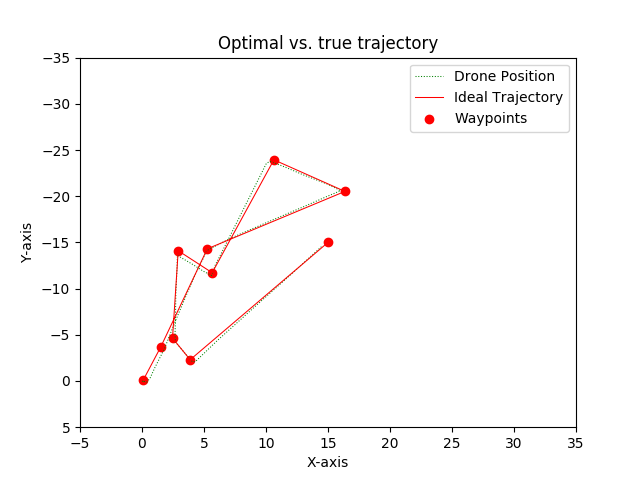 Optimal vs. true trajectory
Drone Position
Ideal Trajectory
Waypoints
Y-axis
−35
−30
−25
−20
−15
−10
−5
0
5
−5 0 5 10 15 20 25 30 35
X-axis